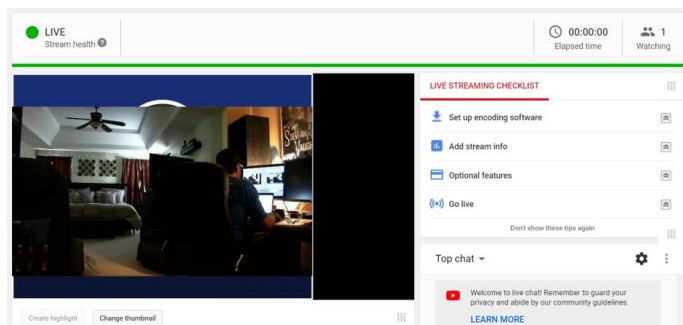 LIVE
Stream health
00:00:00
Elapsed time
1
Watching
LIVE STREAMING CHECKLIST
Set up encoding software
Add stream info
Optional features
Go live
Don't show these tips again
Top chat
Welcome to live chat! Remember to guard your
privacy and abide by our community guidelines.
LEARN MORE
Create highlight
Change thumbnail